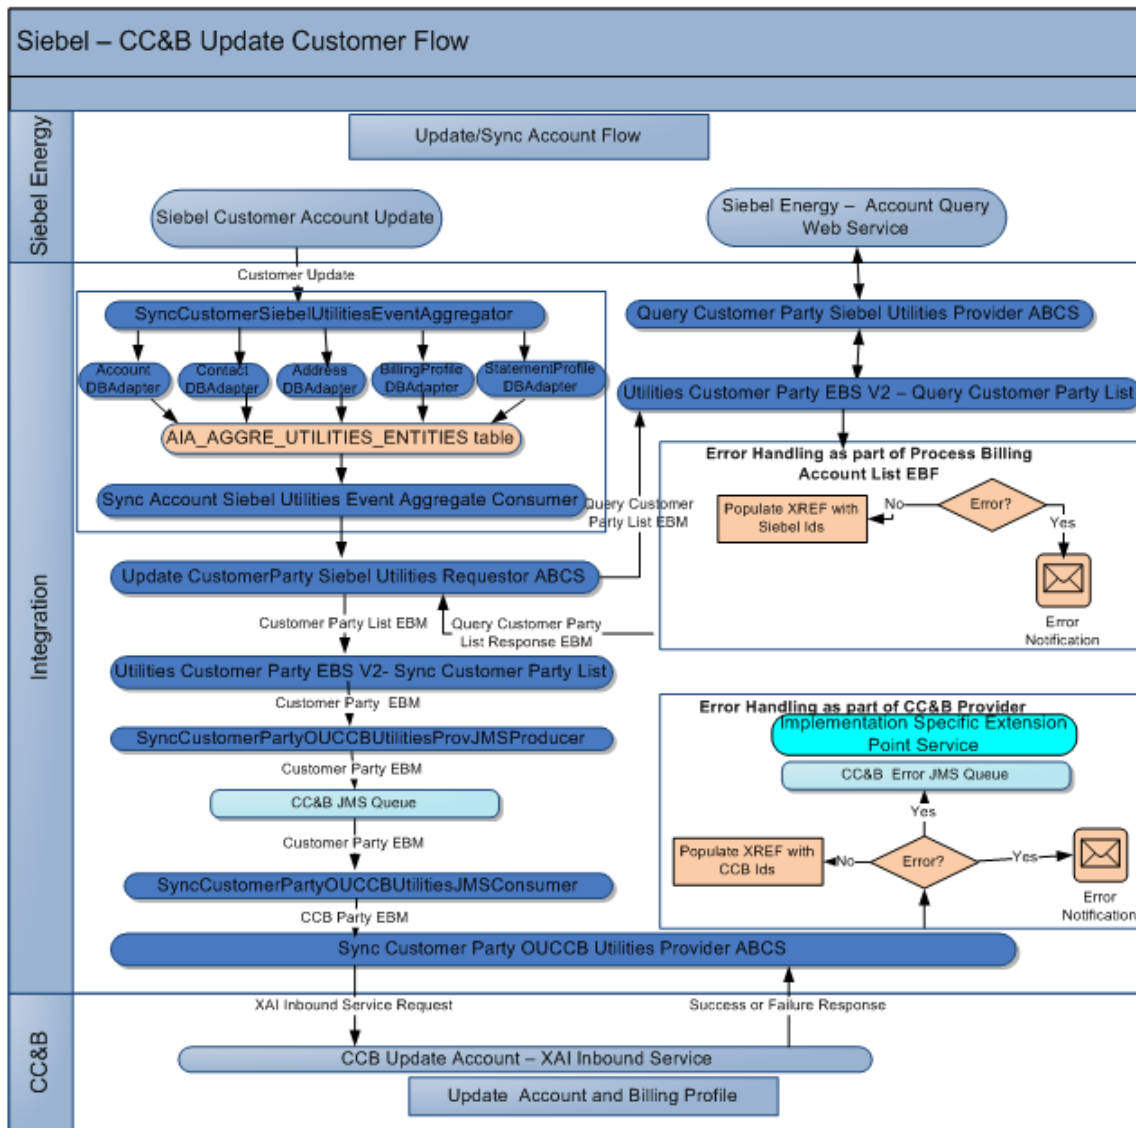 Siebel – CC&B Update Customer Flow
Siebel Energy
Update/Sync Account Flow
Siebel Customer Account Update
Siebel Energy – Account Query
Web Service
Integration
Customer Update
SyncCustomerSiebelUtilitiesEventAggregator
Query Customer Party Siebel Utilities Provider ABCS
Account
DBAdapter
Contact
DBAdapter
Address
DBAdapter
BillingProfile
DBAdapter
StatementProfile
DBAdapter
Utilities Customer Party EBS V2 – Query Customer Party List
AIA_AGGRE_UTILITIES_ENTITIES table
Sync Account Siebel Utilities Event Aggregate Consumer
Query Customer
Party List EBM
Error Handling as part of Process Billing
Account List EBF
Populate XREF with
Siebel Ids
No
Error?
Yes
Error
Notification
Update CustomerParty Siebel Utilities Requestor ABCS
Customer Party List EBM
Query Customer Party
List Response EBM
Utilities Customer Party EBS V2- Sync Customer Party List
Customer Party EBM
SyncCustomerPartyOUCCBUtilitiesProvJMSProducer
Customer Party EBM
CC&B JMS Queue
Customer Party EBM
SyncCustomerPartyOUCCBUtilitiesJMSConsumer
CCB Party EBM
Error Handling as part of CC&B Provider
Implementation Specific Extension
Point Service
CC&B Error JMS Queue
Yes
Populate XREF with
CCB Ids
No
Error?
Yes
Error
Notification
Sync Customer Party OUCCB Utilities Provider ABCS
CC&B
XAI Inbound Service Request
Success or Failure Response
CCB Update Account – XAI Inbound Service
Update Account and Billing Profile